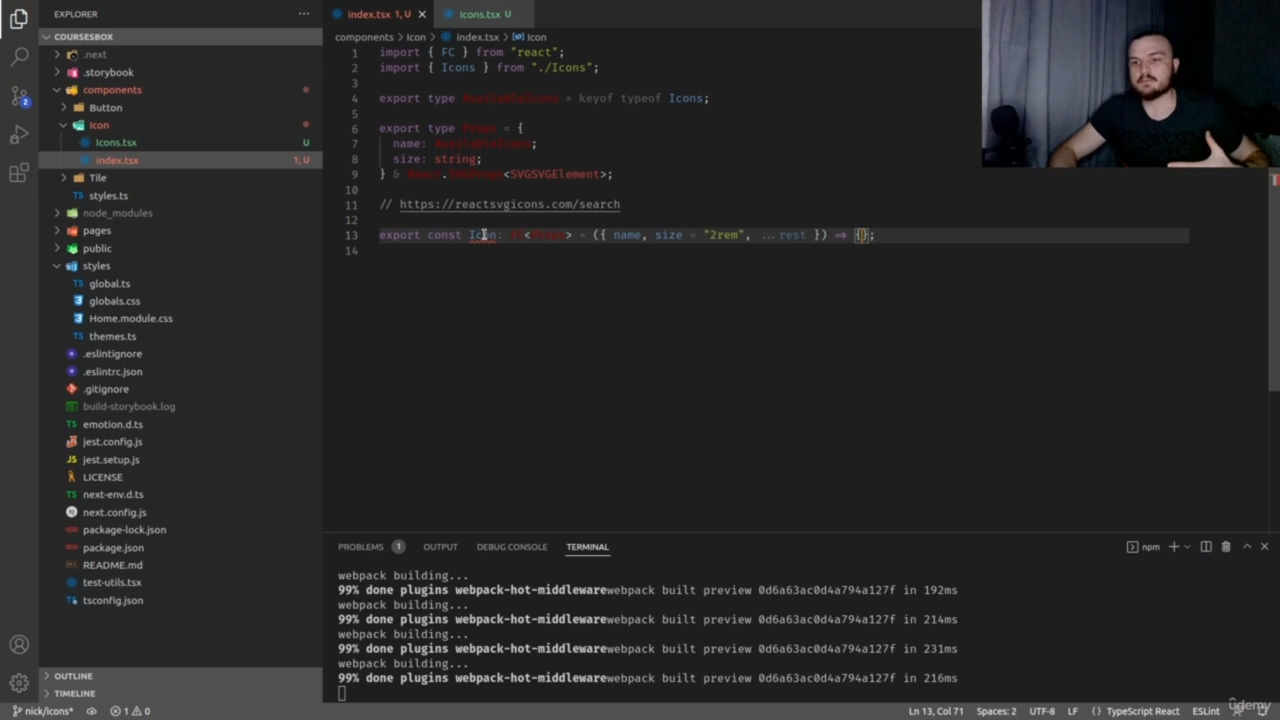 EXPLORER
···
index.tsx 1, U
Icons.tsx U
COURSESBOX
components > Icon > index.tsx > Icon
.next
.storybook
components
Button
Icon
Icons.tsx U
index.tsx 1, U
Tile
styles.ts
node_modules
pages
public
styles
TS global.ts
globals.css
Home.module.css
TS themes.ts
.eslintignore
.eslintrc.json
.gitignore
build-storybook.log
TS emotion.d.ts
jest.config.js
JS jest.setup.js
LICENSE
TS next-env.d.ts
next.config.js
package-lock.json
package.json
README.md
test-utils.tsx
tsconfig.json
OUTLINE
TIMELINE
1 import { FC } from "react";
2 import { Icons } from "./Icons";
3
4 export type AvailableIcons = keyof typeof Icons;
5
6 export type Props = {
7 name: AvailableIcons;
8 size: string;
9 } & React.SVGProps<SVGSVGElement>;
10
11 // https://reactsvgicons.com/search
12
13 export const Icon: FC<Props> = ({ name, size = "2rem", ...rest }) => {};
14
PROBLEMS 1 OUTPUT DEBUG CONSOLE TERMINAL
npm
webpack building...
99% done plugins webpack-hot-middlewarewebpack built preview 0d6a63ac0d4a794a127f in 192ms
webpack building...
99% done plugins webpack-hot-middlewarewebpack built preview 0d6a63ac0d4a794a127f in 214ms
webpack building...
99% done plugins webpack-hot-middlewarewebpack built preview 0d6a63ac0d4a794a127f in 231ms
webpack building...
99% done plugins webpack-hot-middlewarewebpack built preview 0d6a63ac0d4a794a127f in 216ms
2
nick/icons* 1 0 Ln 13, Col 71 Spaces: 2 UTF-8 LF {} TypeScript React ESLint
udemy